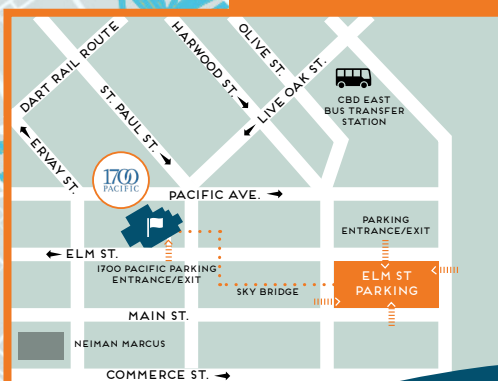 DART RAIL ROUTE
HARWOOD ST.
OLIVE ST.
LIVE OAK ST.
ST. PAUL ST.
ERVAY ST.
CBD EAST
BUS TRANSFER
STATION
1700
PACIFIC
PACIFIC AVE.
PARKING
ENTRANCE/EXIT
ELM ST.
1700 PACIFIC PARKING
ENTRANCE/EXIT
SKY BRIDGE
ELM ST
PARKING
MAIN ST.
NEIMAN MARCUS
COMMERCE ST.